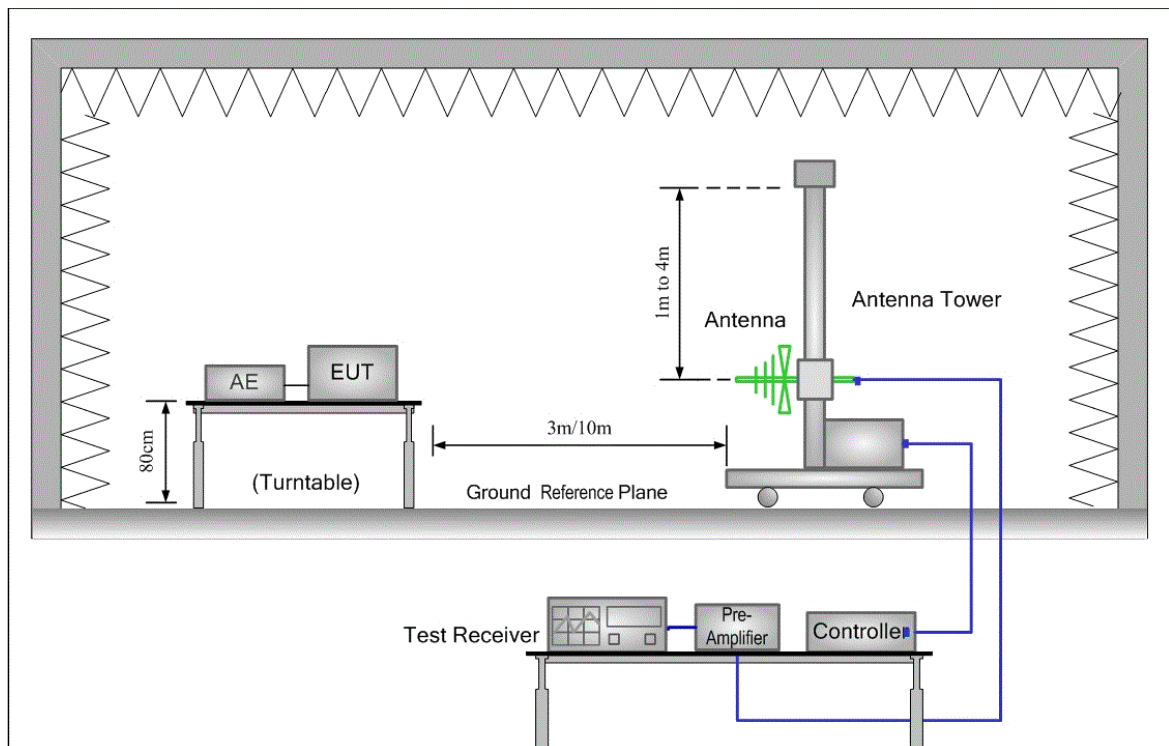 1m to 4m
Antenna Tower
Antenna
AE
EUT
80cm
3m/10m
(Turntable)
Ground Reference Plane
Test Receiver
Pre-
Amplifier
Controller